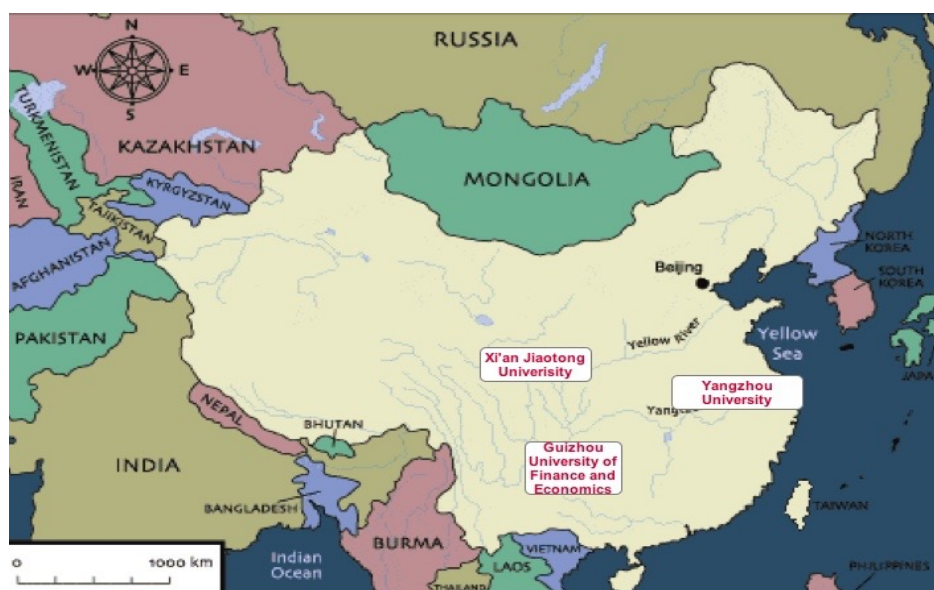 N
RUSSIA
W E
S
TURKMENISTAN
KAZAKHSTAN
MONGOLIA
IRAN
KYRGYZSTAN
TAJIKISTAN
AFGHANISTAN
NORTH
KOREA
Beijing
SOUTH
KOREA
PAKISTAN
Yellow River
Yellow
Sea
Xi'an Jiaotong
Univerisity
JAPA
Yangzhou
University
NEPAL
BHUTAN
Guizhou
University of
Finance and
Economics
INDIA
BANGLADESH
TAIWAN
BURMA
VIETNAM
0 1000 km
Indian
Ocean
LAOS
PHILIPPINES
THAILAND